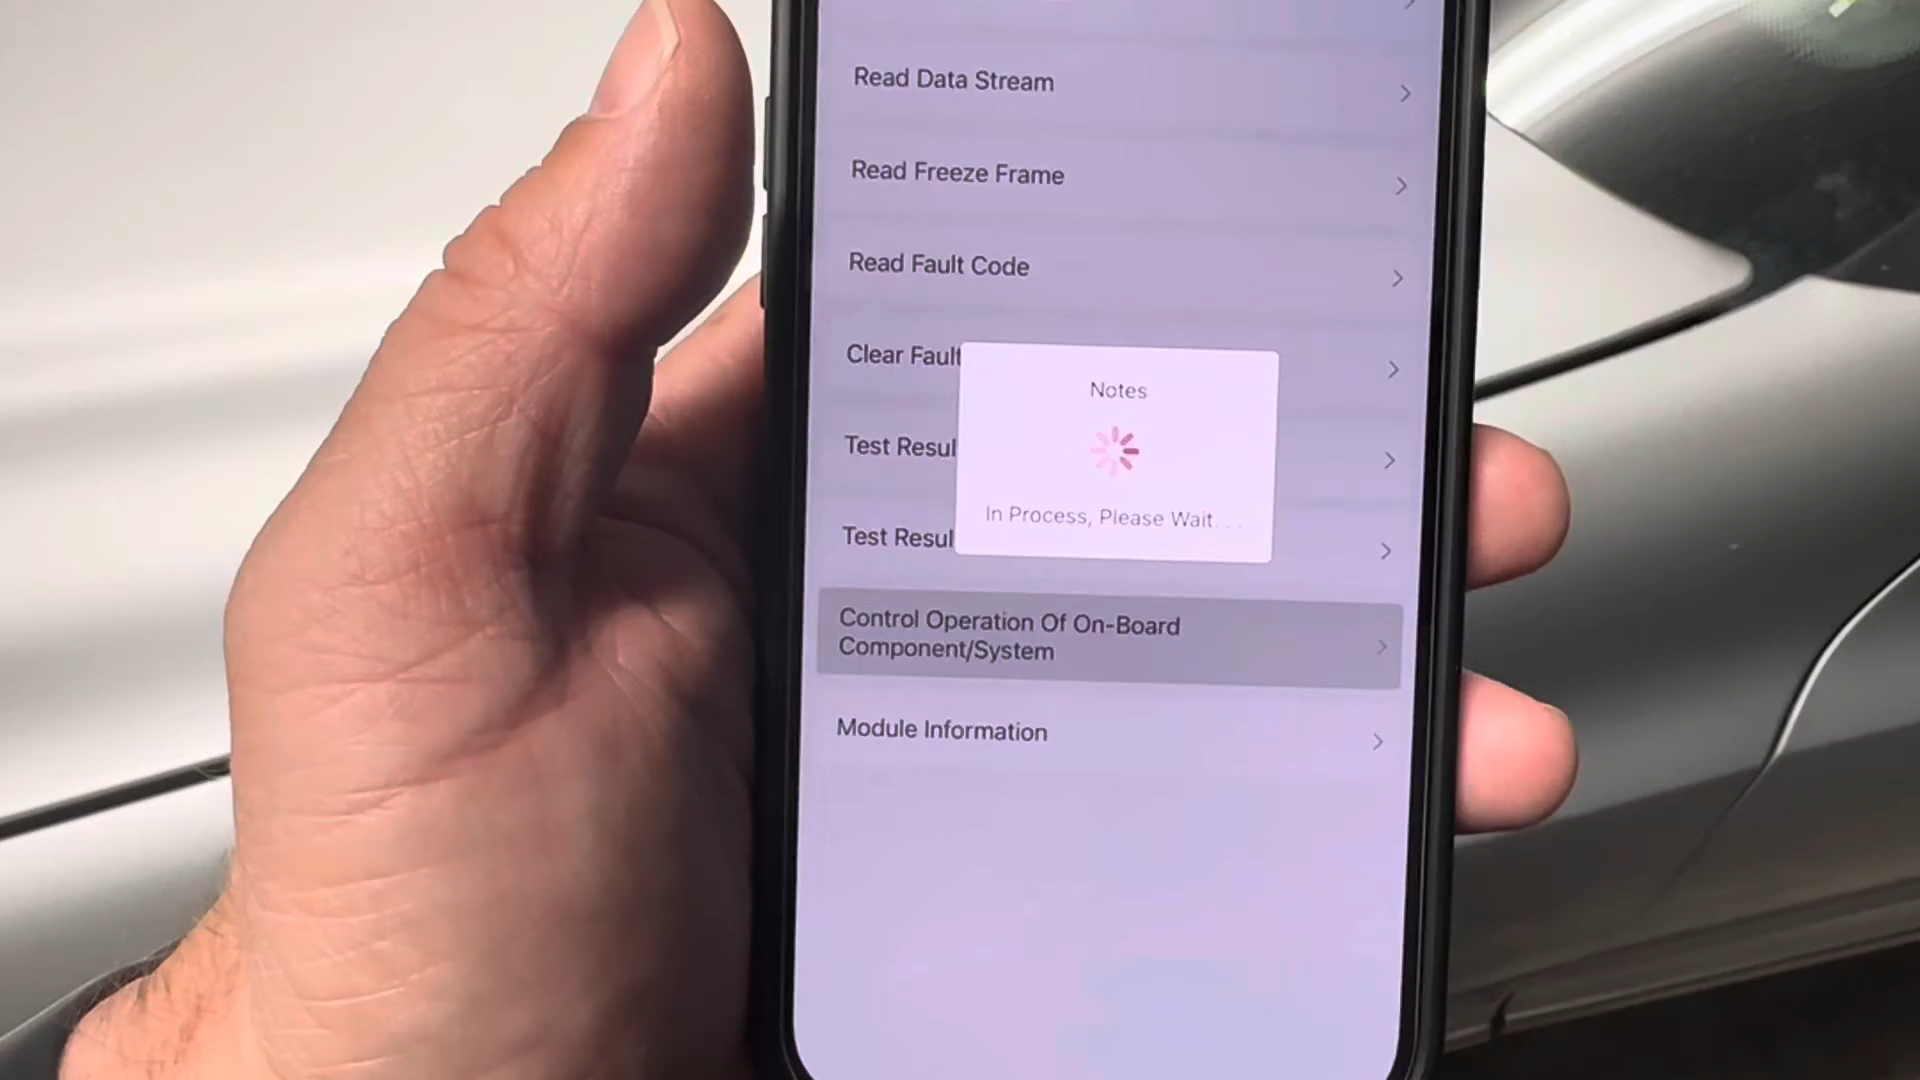 Read Data Stream
Read Freeze Frame
Read Fault Code
Clear Fault
Test Resul
Test Resul
Notes
In Process, Please Wait. . .
Control Operation Of On-Board
Component/System
Module Information